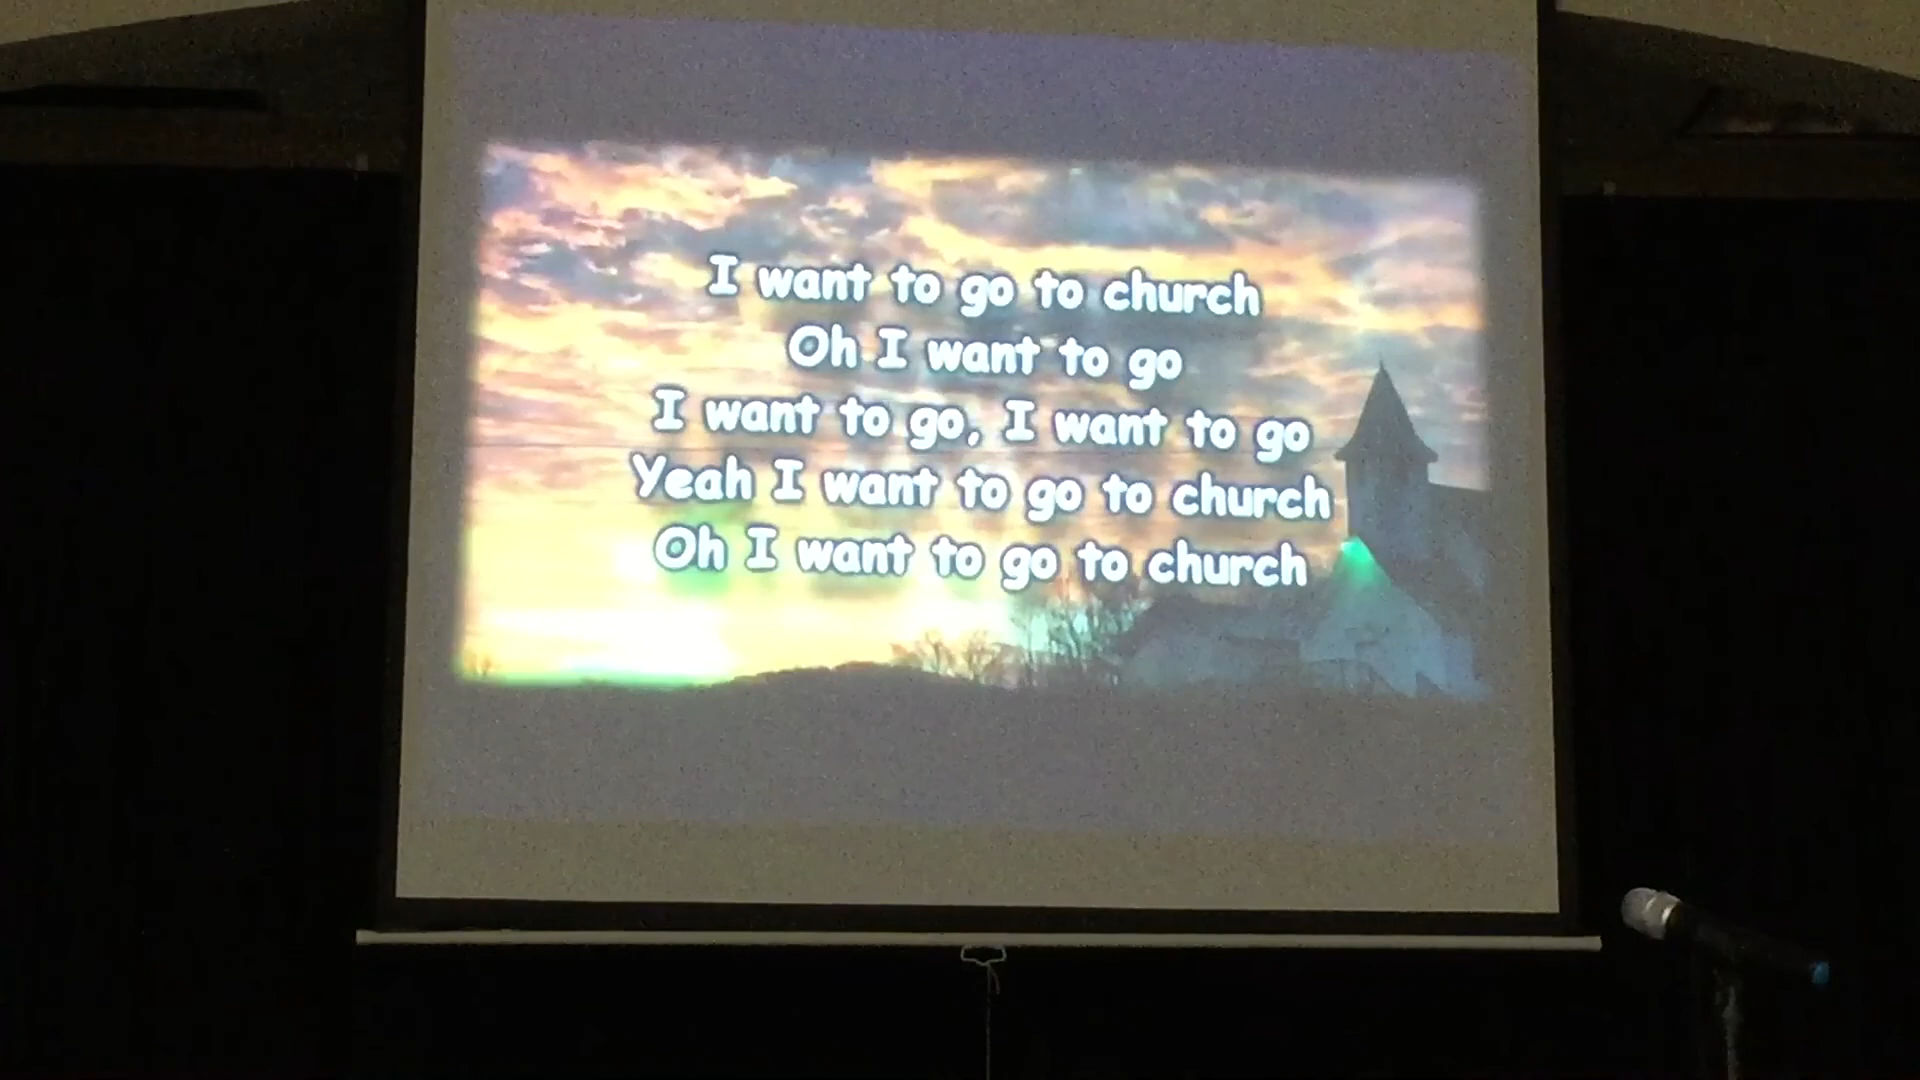 I want to go to church
Oh I want to go
I want to go, I want to go
Yeah I want to go to church
Oh I want to go to church